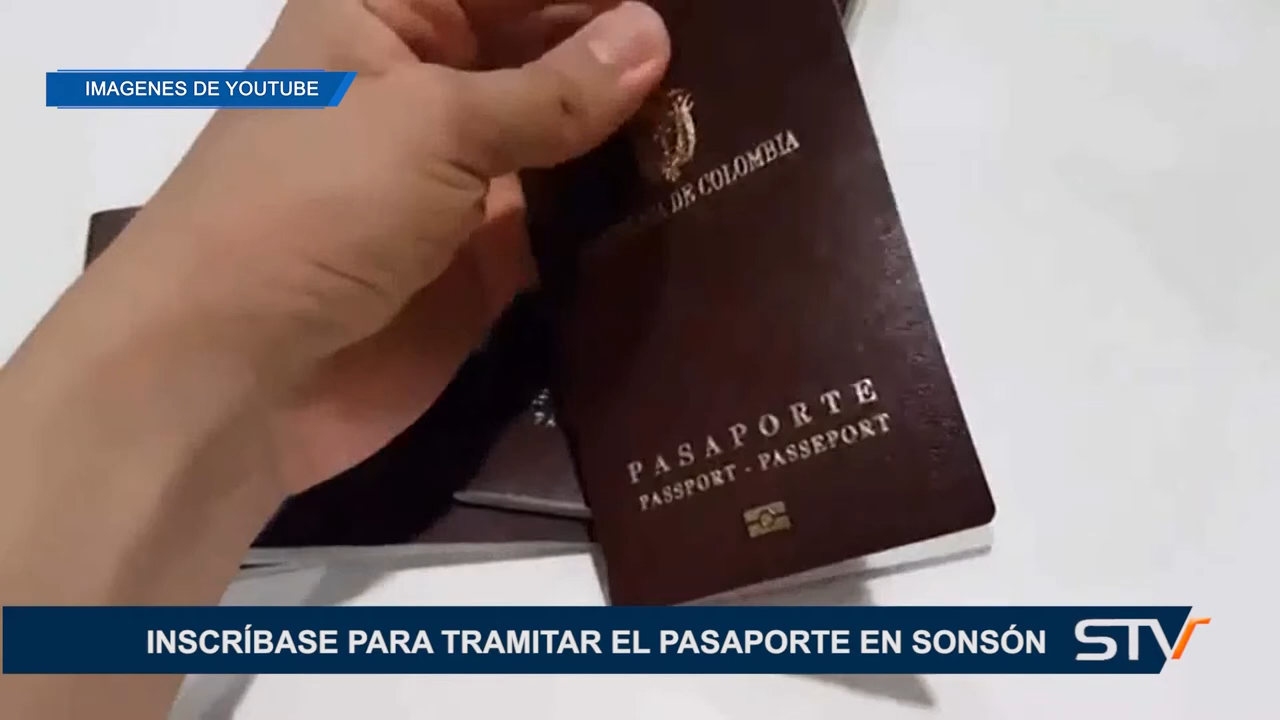 IMAGENES DE YOUTUBE
DE COLOMBIA
PASAPORTE
PASSPORT - PASSEPORT
INSCRÍBASE PARA TRAMITAR EL PASAPORTE EN SONSÓN
STV